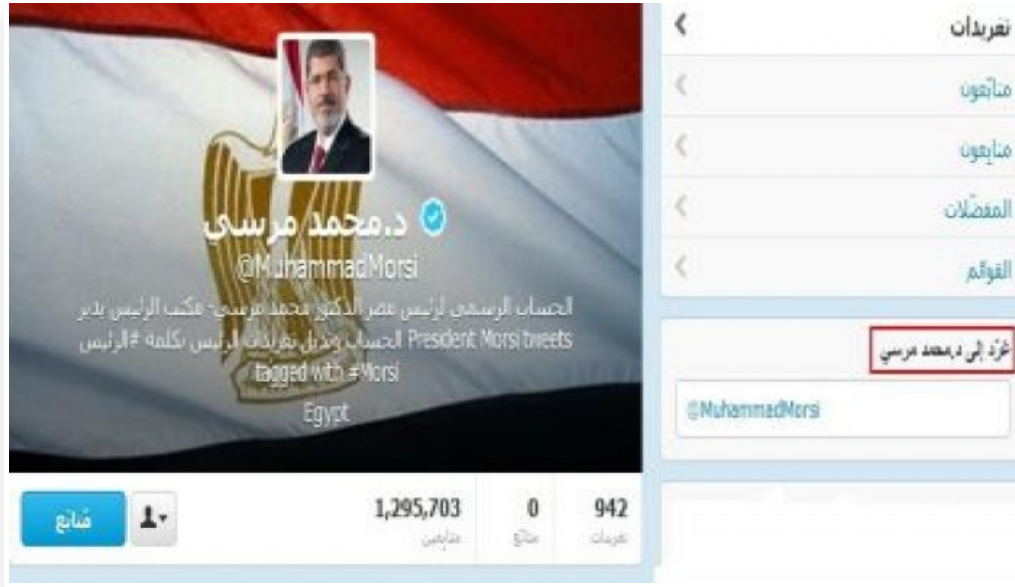 تغريدات
متابَعون
متابِعون
المفضّلات
القوائم
غرّد إلى د.محمد مرسي
@MuhammadMorsi
د.محمد مرسي
@MuhammadMorsi
الحساب الرسمي لرئيس مصر الدكتور محمد مرسي- مكتب الرئيس يدير
الحساب وتذيل تغريدات الرئيس بكلمة #الرئيس President Morsi tweets
tagged with #Morsi
Egypt
942 0 1,295,703
تغريدات متابَع متابعين
مُتابَع